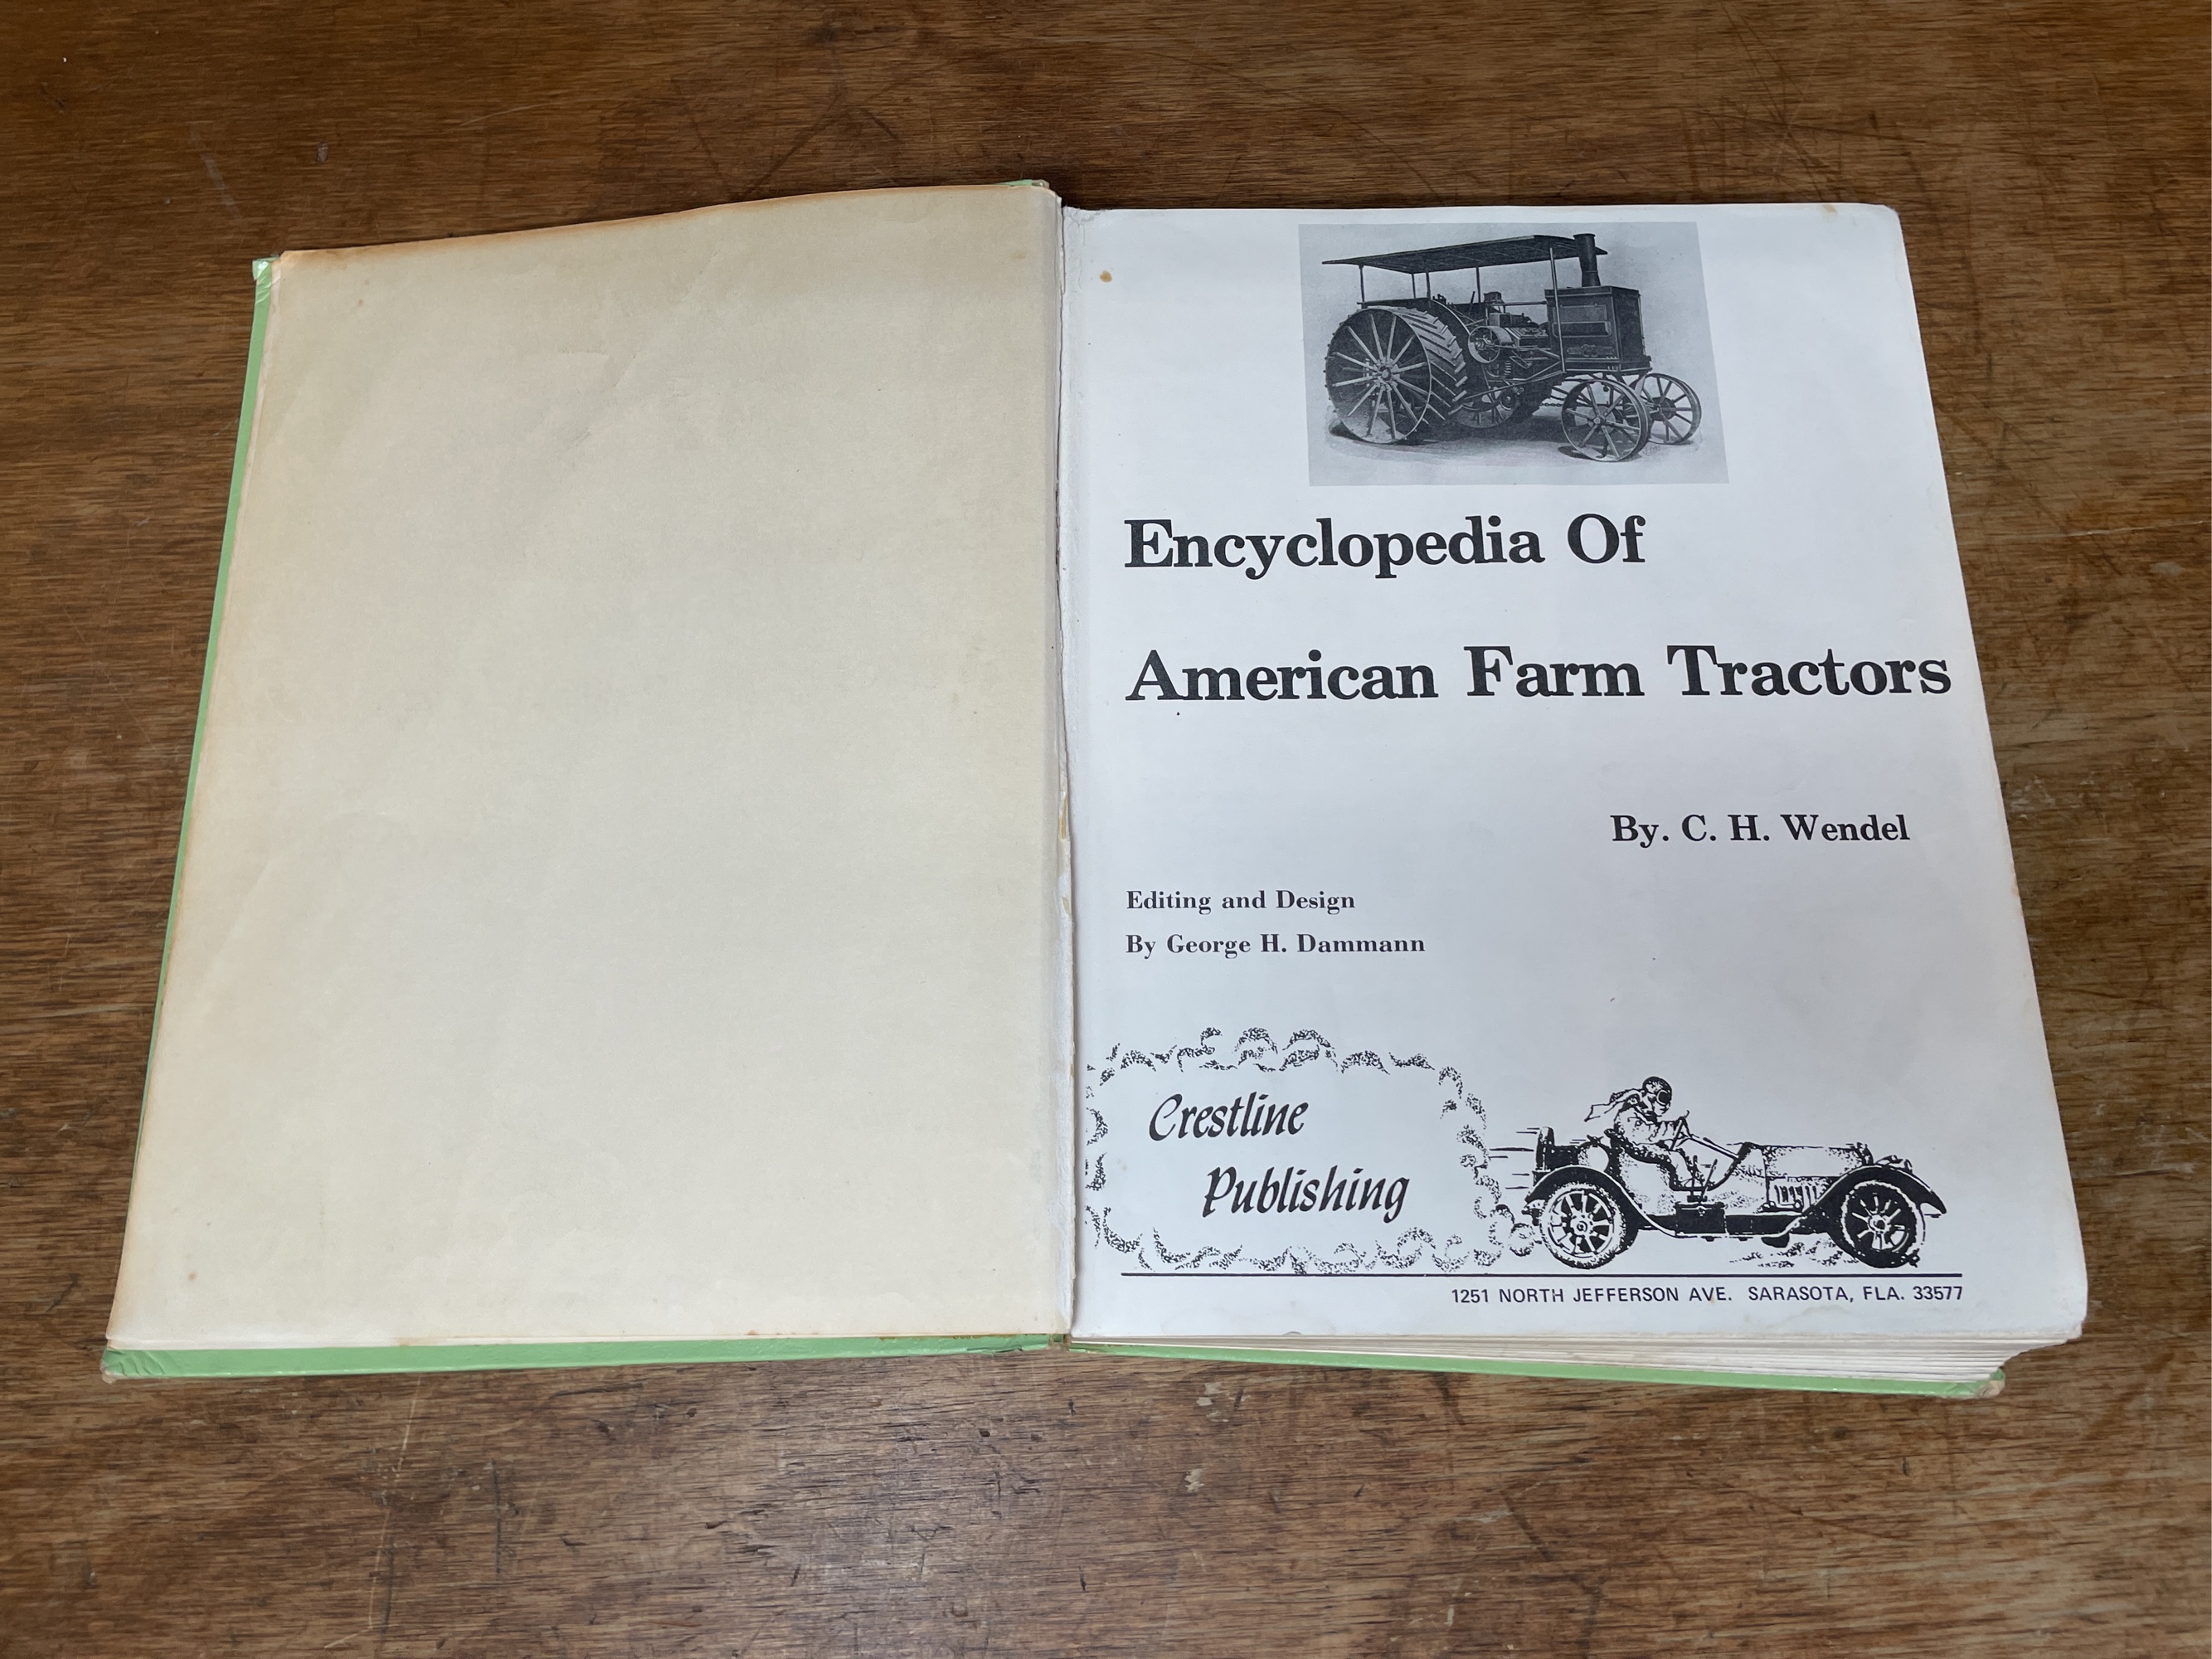 Encyclopedia Of
American Farm Tractors
By. C. H. Wendel
Editing and Design
By George H. Dammann
Crestline
Publishing
1251 NORTH JEFFERSON AVE. SARASOTA, FLA. 33577